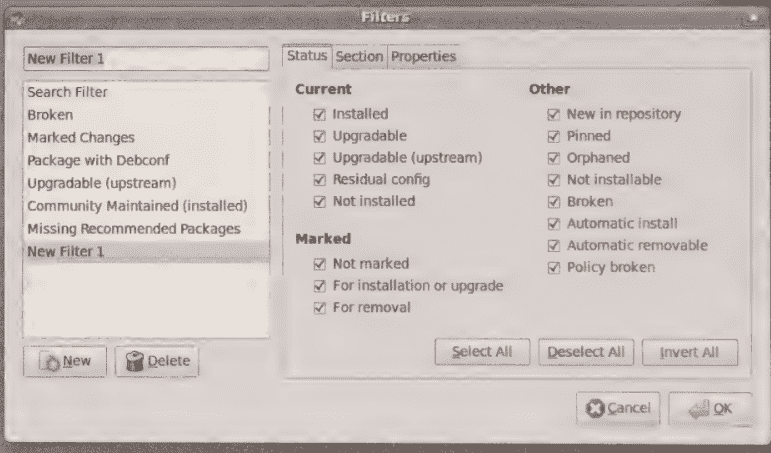 Filters
New Filter 1
Search Filter
Broken
Marked Changes
Package with Debconf
Upgradable (upstream)
Community Maintained (installed)
Missing Recommended Packages
New Filter 1
New
Delete
Status Section Properties
Current
Installed
Upgradable
Upgradable (upstream)
Residual config
Not installed
Marked
Not marked
For installation or upgrade
For removal
Other
New in repository
Pinned
Orphaned
Not installable
Broken
Automatic install
Automatic removable
Policy broken
Select All
Deselect All
Invert All
Cancel
OK